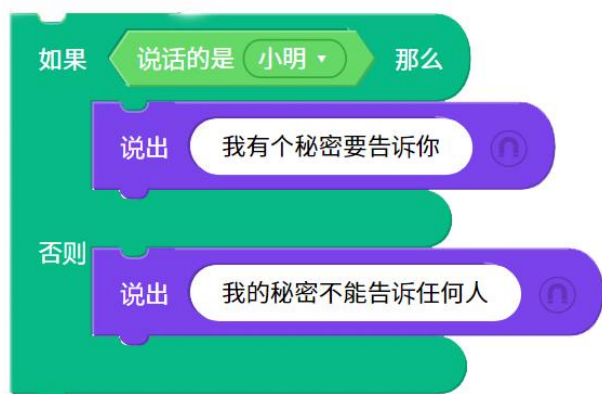 如果 说话的是 小明 那么
说出 我有个秘密要告诉你
否则
说出 我的秘密不能告诉任何人